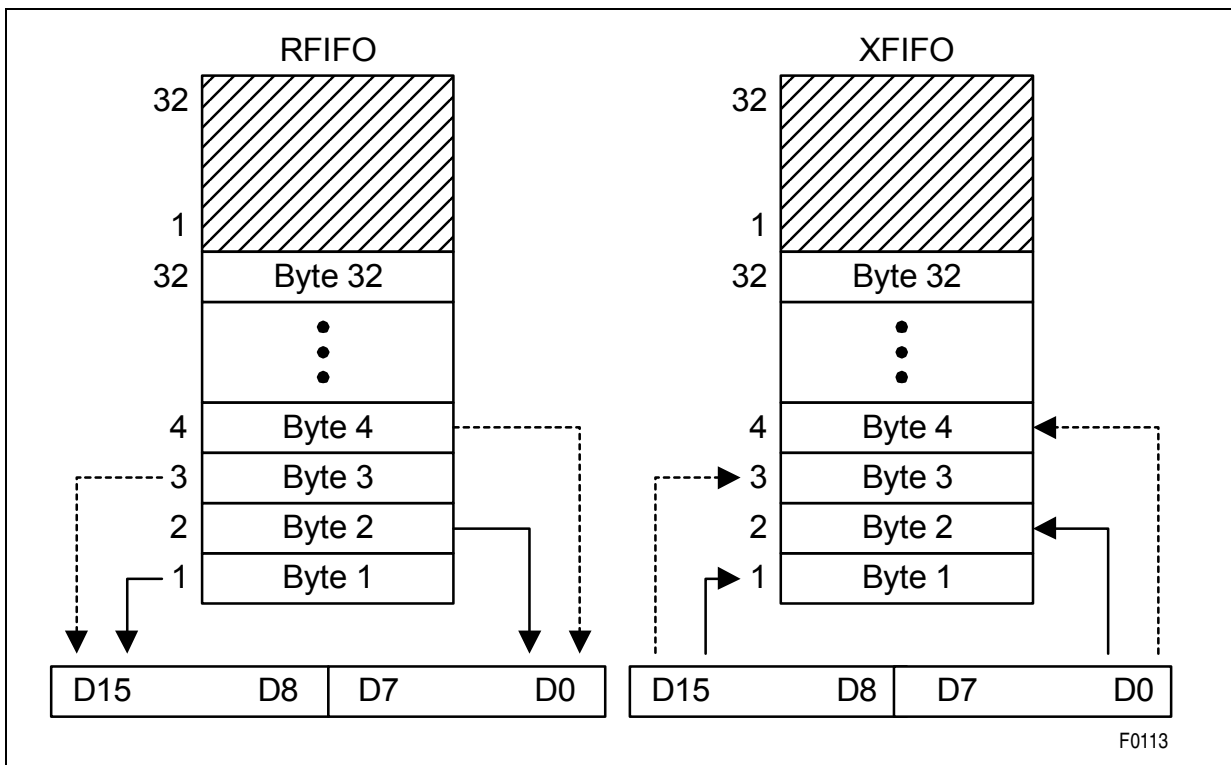 RFIFO
32
1
32 Byte 32
4 Byte 4
3 Byte 3
2 Byte 2
1 Byte 1
D15 D8 D7 D0
XFIFO
32
1
32 Byte 32
4 Byte 4
3 Byte 3
2 Byte 2
1 Byte 1
D15 D8 D7 D0
F0113